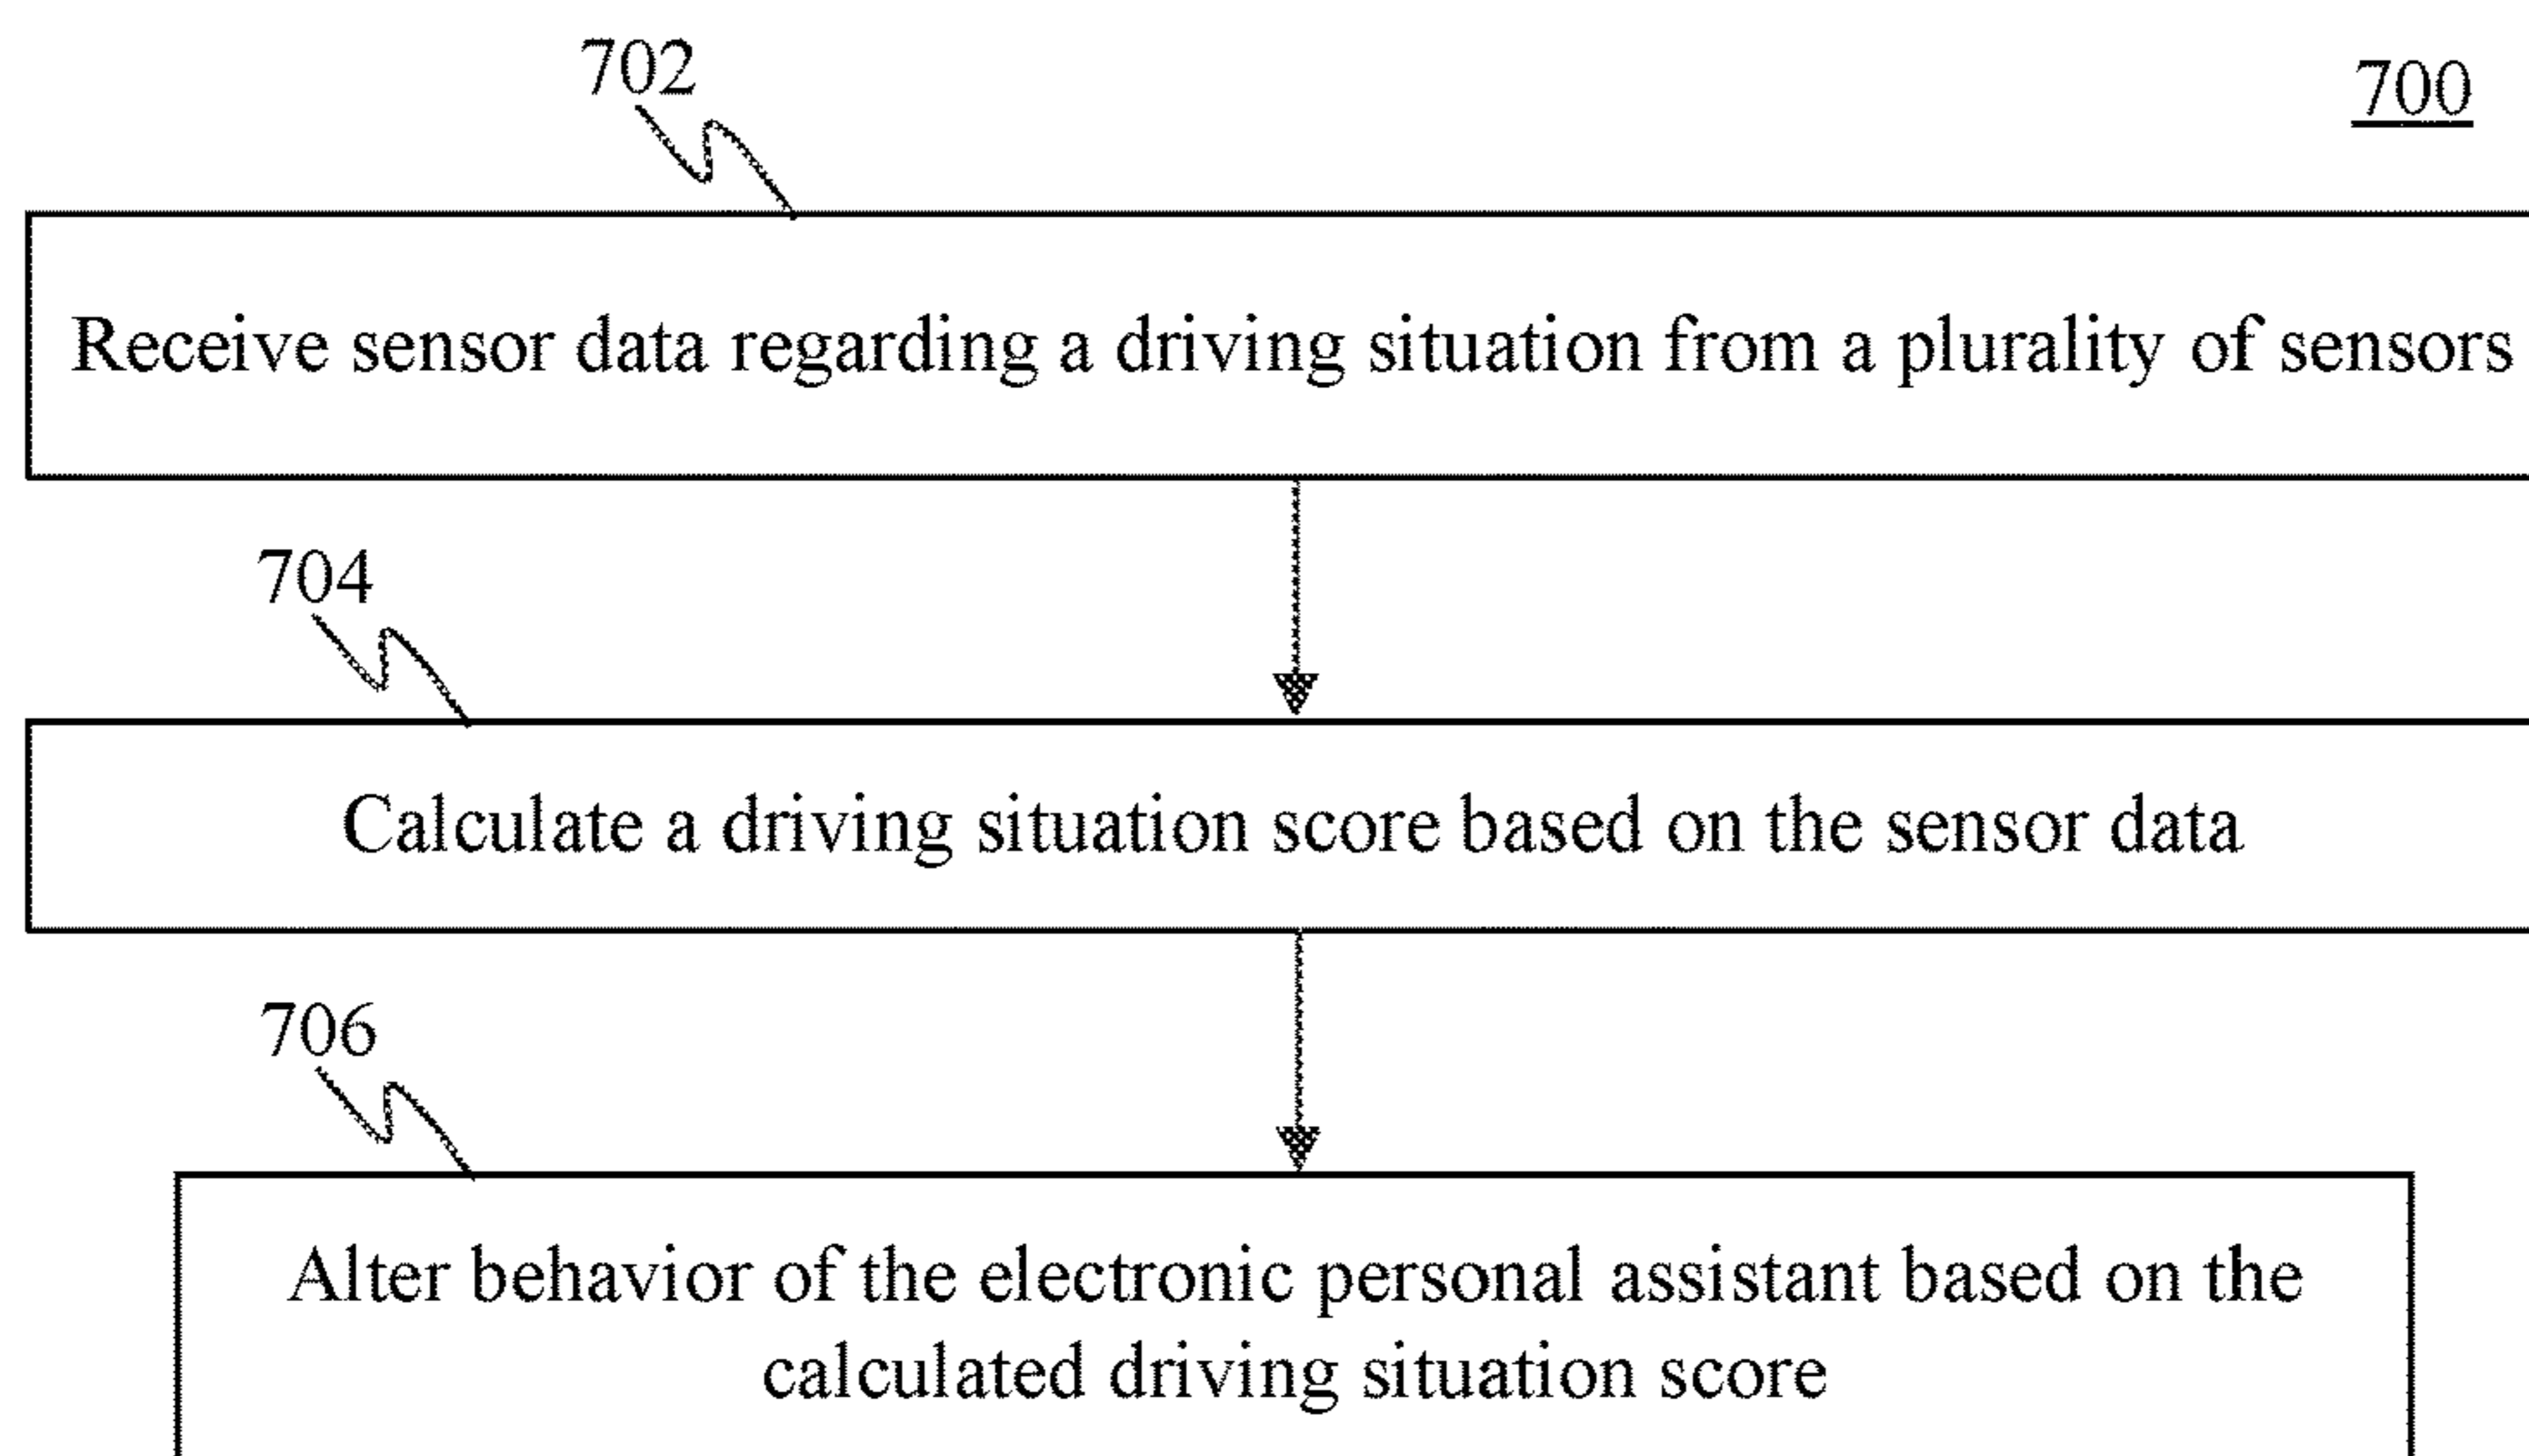 702
700
Receive sensor data regarding a driving situation from a plurality of sensors
704
Calculate a driving situation score based on the sensor data
706
Alter behavior of the electronic personal assistant based on the
calculated driving situation score